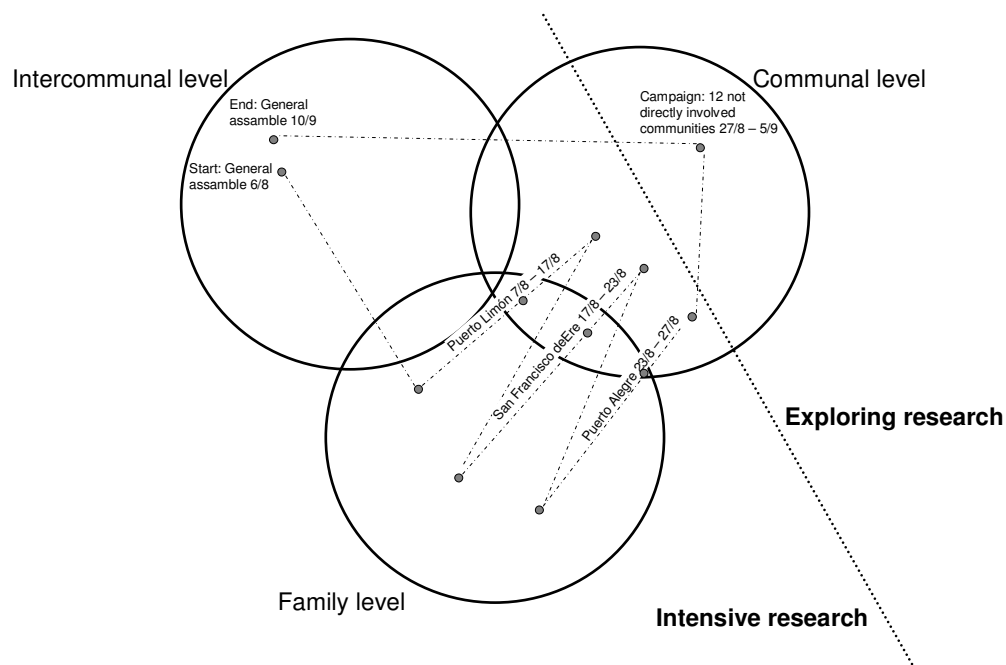 Intercommunal level
Communal level
End: General
assamble 10/9
Campaign: 12 not
directly involved
communities 27/8 – 5/9
Start: General
assamble 6/8
Puerto Limón 7/8 – 17/8
San Francisco deEre 17/8 – 23/8
Puerto Alegre 23/8 – 27/8
Exploring research
Family level
Intensive research